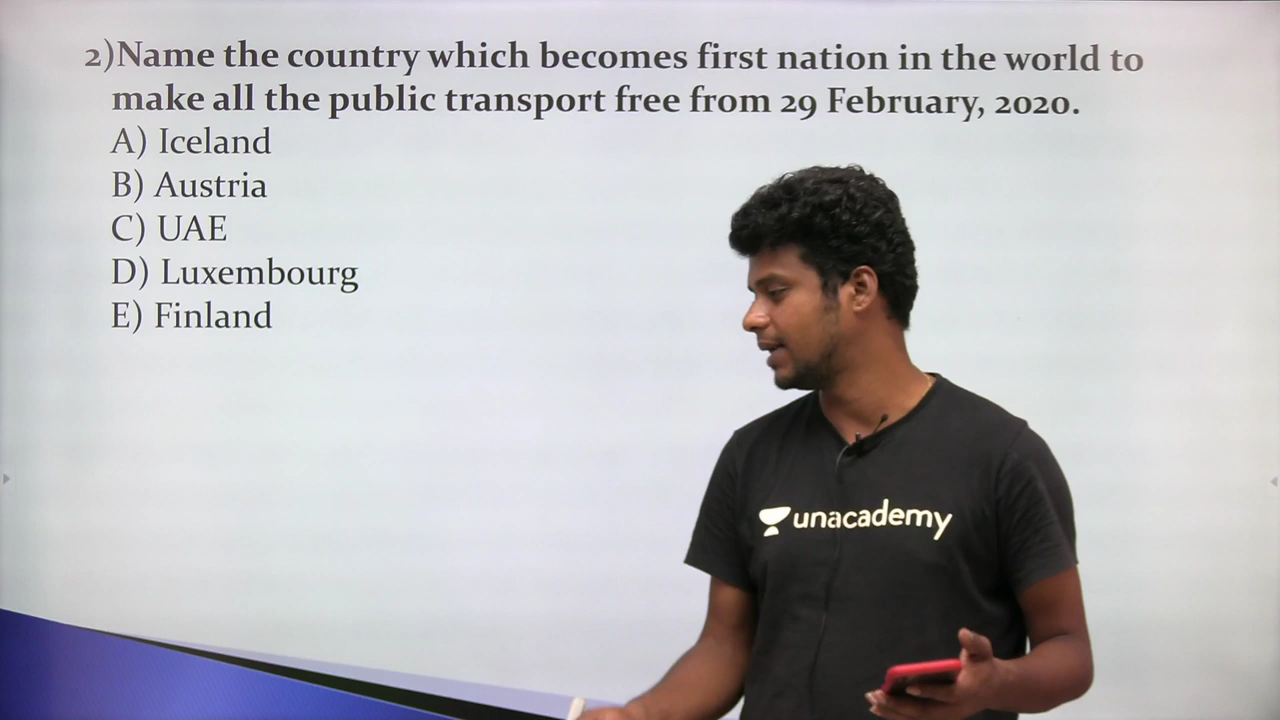 2)Name the country which becomes first nation in the world to
make all the public transport free from 29 February, 2020.
A) Iceland
B) Austria
C) UAE
D) Luxembourg
E) Finland
unacademy